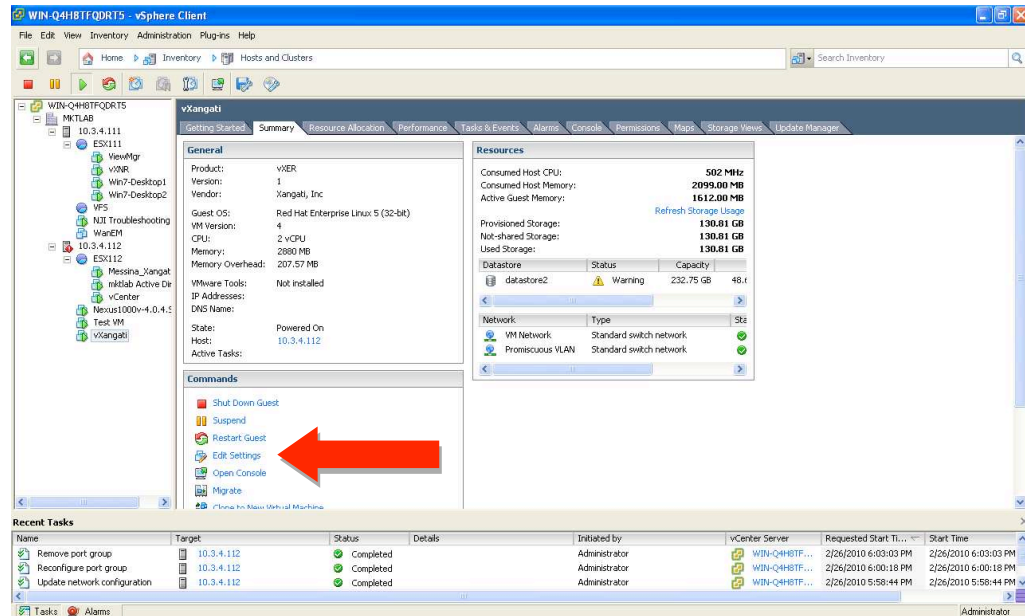 WIN-Q4H8TFQDRT5 - vSphere Client
File Edit View Inventory Administration Plug-ins Help
Home Inventory Hosts and Clusters Search Inventory
WIN-Q4H8TFQDRT5
MKTLAB
10.3.4.111
ESX111
ViewMgr
vXNR
Win7-Desktop1
Win7-Desktop2
VFS
NJI Troubleshooting
WanEM
10.3.4.112
ESX112
Messina_Xangat
mktlab Active Dir
vCenter
Nexus1000v-4.0.4.S
Test VM
vXangati
vXangati
Getting Started Summary Resource Allocation Performance Tasks & Events Alarms Console Permissions Maps Storage Views Update Manager
General
Product: vXER
Version: 1
Vendor: Xangati, Inc
Guest OS: Red Hat Enterprise Linux 5 (32-bit)
VM Version: 4
CPU: 2 vCPU
Memory: 2880 MB
Memory Overhead: 207.57 MB
VMware Tools: Not installed
IP Addresses:
DNS Name:
State: Powered On
Host: 10.3.4.112
Active Tasks:
Commands
Shut Down Guest
Suspend
Restart Guest
Edit Settings
Open Console
Migrate
Clone to New Virtual Machine
Resources
Consumed Host CPU: 502 MHz
Consumed Host Memory: 2099.00 MB
Active Guest Memory: 1612.00 MB
Refresh Storage Usage
Provisioned Storage: 130.81 GB
Not-shared Storage: 130.81 GB
Used Storage: 130.81 GB
Datastore Status Capacity
datastore2 Warning 232.75 GB 48.6
Network Type Sta
VM Network Standard switch network
Promiscuous VLAN Standard switch network
Recent Tasks
Name Target Status Details Initiated by vCenter Server Requested Start Ti... Start Time
Remove port group 10.3.4.112 Completed Administrator WIN-Q4H8TF... 2/26/2010 6:03:03 PM 2/26/2010 6:03:03 PM
Reconfigure port group 10.3.4.112 Completed Administrator WIN-Q4H8TF... 2/26/2010 6:00:18 PM 2/26/2010 6:00:18 PM
Update network configuration 10.3.4.112 Completed Administrator WIN-Q4H8TF... 2/26/2010 5:58:44 PM 2/26/2010 5:58:44 PM
Tasks Alarms Administrator